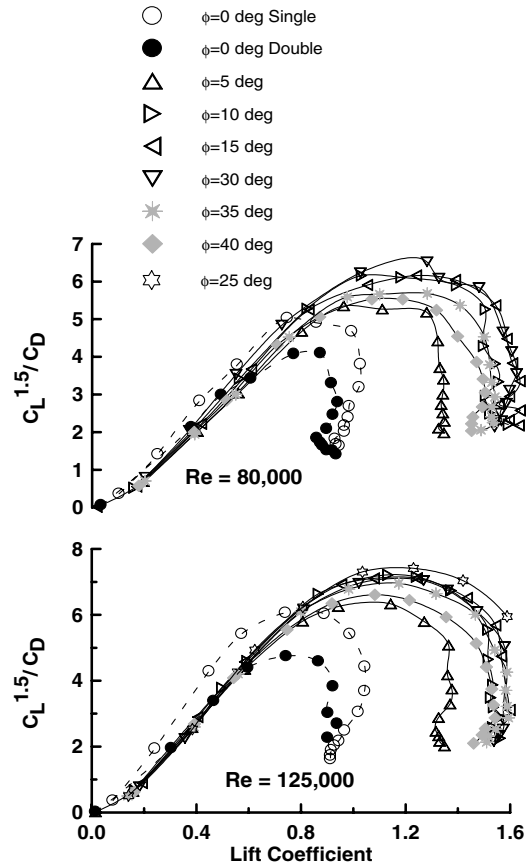 ϕ=0 deg Single
ϕ=0 deg Double
ϕ=5 deg
ϕ=10 deg
ϕ=15 deg
ϕ=30 deg
ϕ=35 deg
ϕ=40 deg
ϕ=25 deg
7
6
5
4
3
2
1
0
C_L^1.5/C_D
Re = 80,000
8
6
4
2
0
C_L^1.5/C_D
Re = 125,000
0.0 0.4 0.8 1.2 1.6
Lift Coefficient